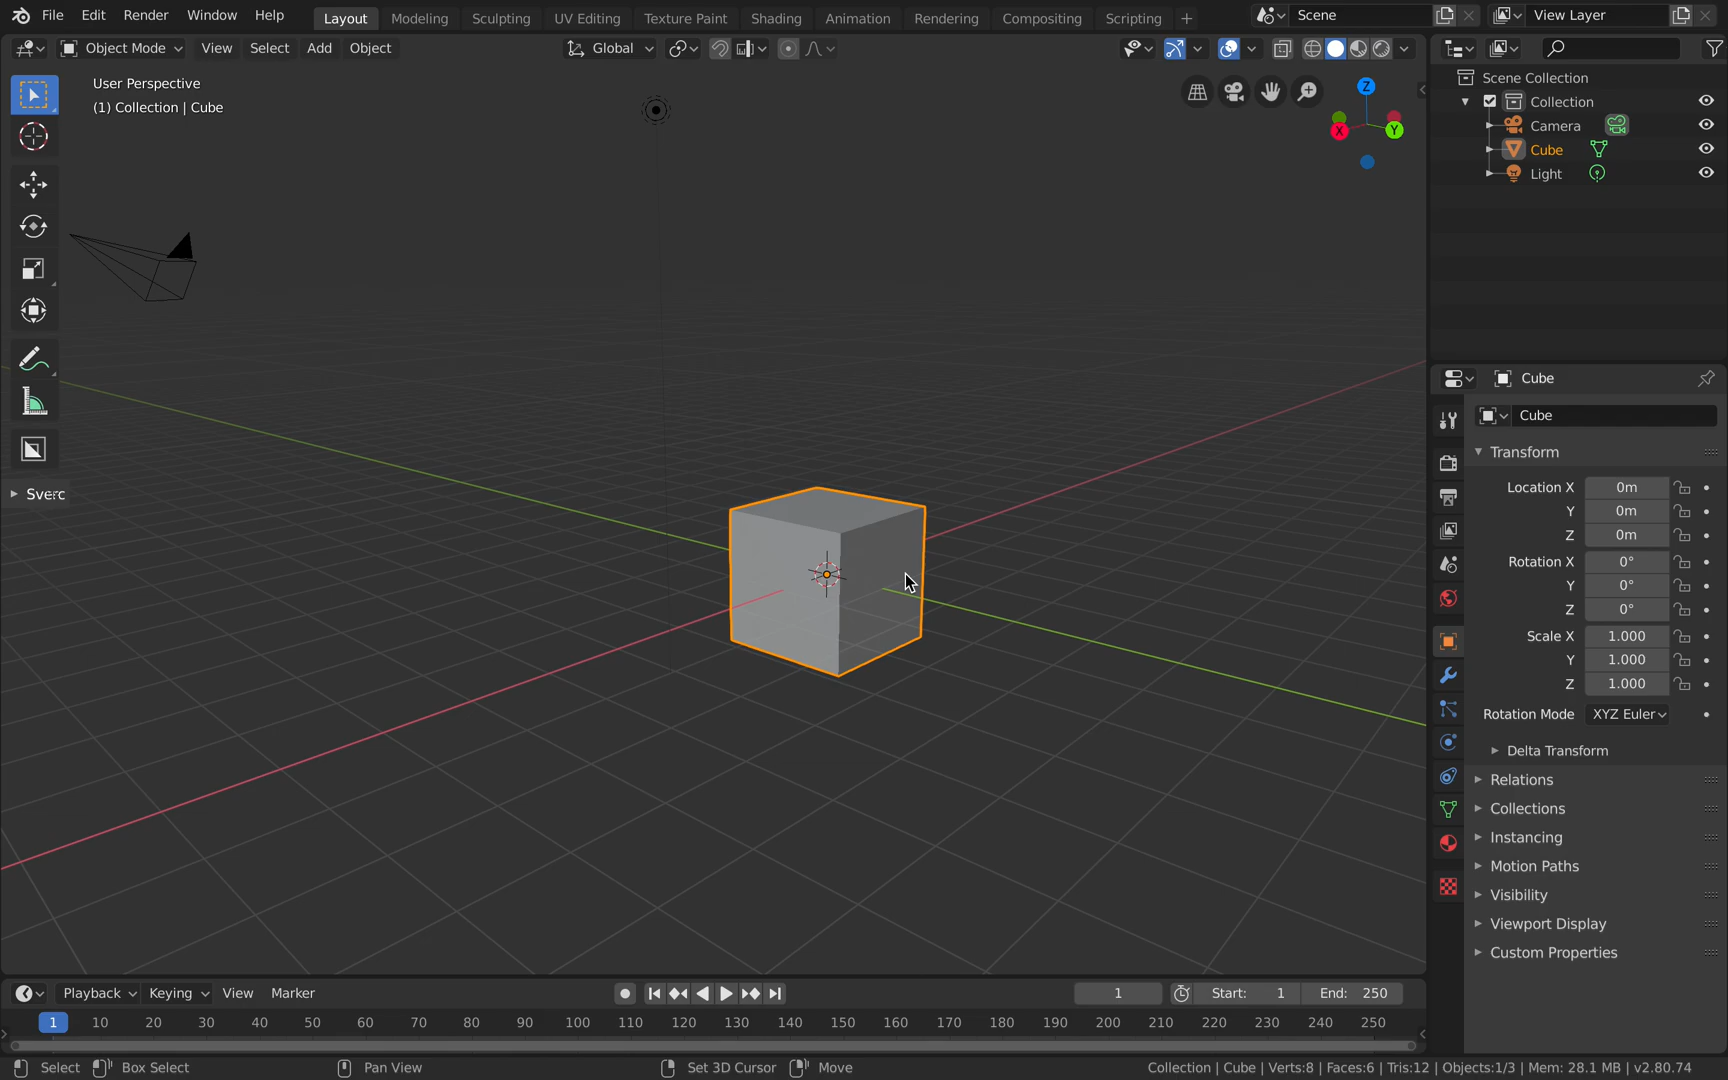 File Edit Render Window Help Layout Modeling Sculpting UV Editing Texture Paint Shading Animation Rendering Compositing Scripting + Scene View Layer
Object Mode View Select Add Object Global
User Perspective
(1) Collection | Cube
Z
X
Y
Sverc
Scene Collection
Collection
Camera
Cube
Light
Cube
Cube
Transform
Location X 0m
Y 0m
Z 0m
Rotation X 0°
Y 0°
Z 0°
Scale X 1.000
Y 1.000
Z 1.000
Rotation Mode XYZ Euler
Delta Transform
Relations
Collections
Instancing
Motion Paths
Visibility
Viewport Display
Custom Properties
Playback Keying View Marker 1 Start: 1 End: 250
1 10 20 30 40 50 60 70 80 90 100 110 120 130 140 150 160 170 180 190 200 210 220 230 240 250
Select Box Select Pan View Set 3D Cursor Move Collection | Cube | Verts:8 | Faces:6 | Tris:12 | Objects:1/3 | Mem: 28.1 MB | v2.80.74